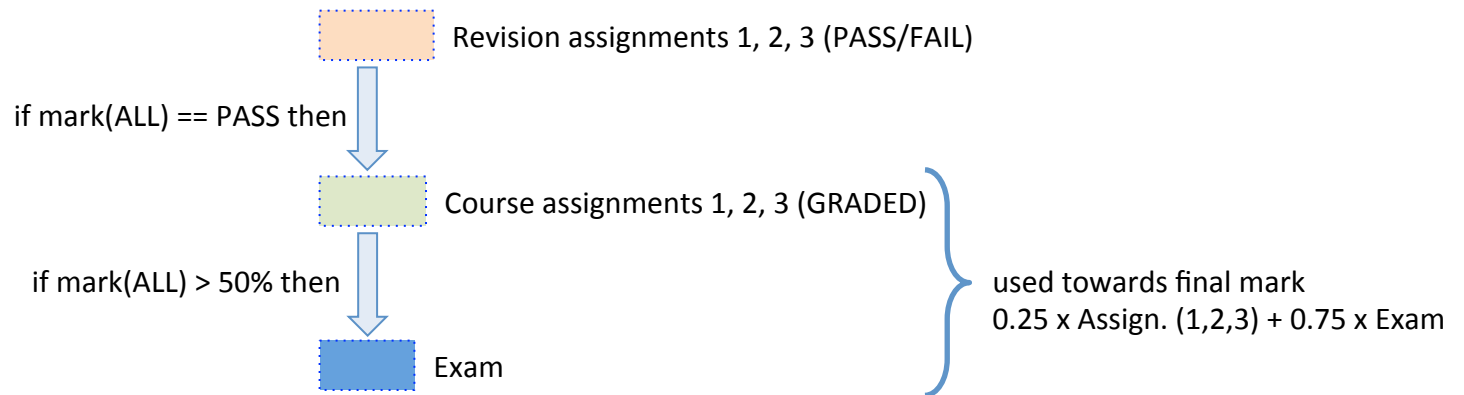 Revision assignments 1, 2, 3 (PASS/FAIL)
if mark(ALL) == PASS then
Course assignments 1, 2, 3 (GRADED)
if mark(ALL) > 50% then
used towards final mark
0.25 x Assign. (1,2,3) + 0.75 x Exam
Exam